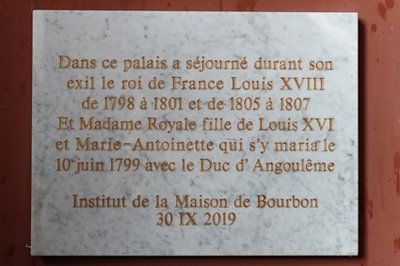 Dans ce palais a séjourné durant son
exil le roi de France Louis XVIII
de 1798 à 1801 et de 1805 à 1807
Et Madame Royale fille de Louis XVI
et Marie-Antoinette qui s'y maria le
10 juin 1799 avec le Duc d'Angoulême
Institut de la Maison de Bourbon
30 IX 2019